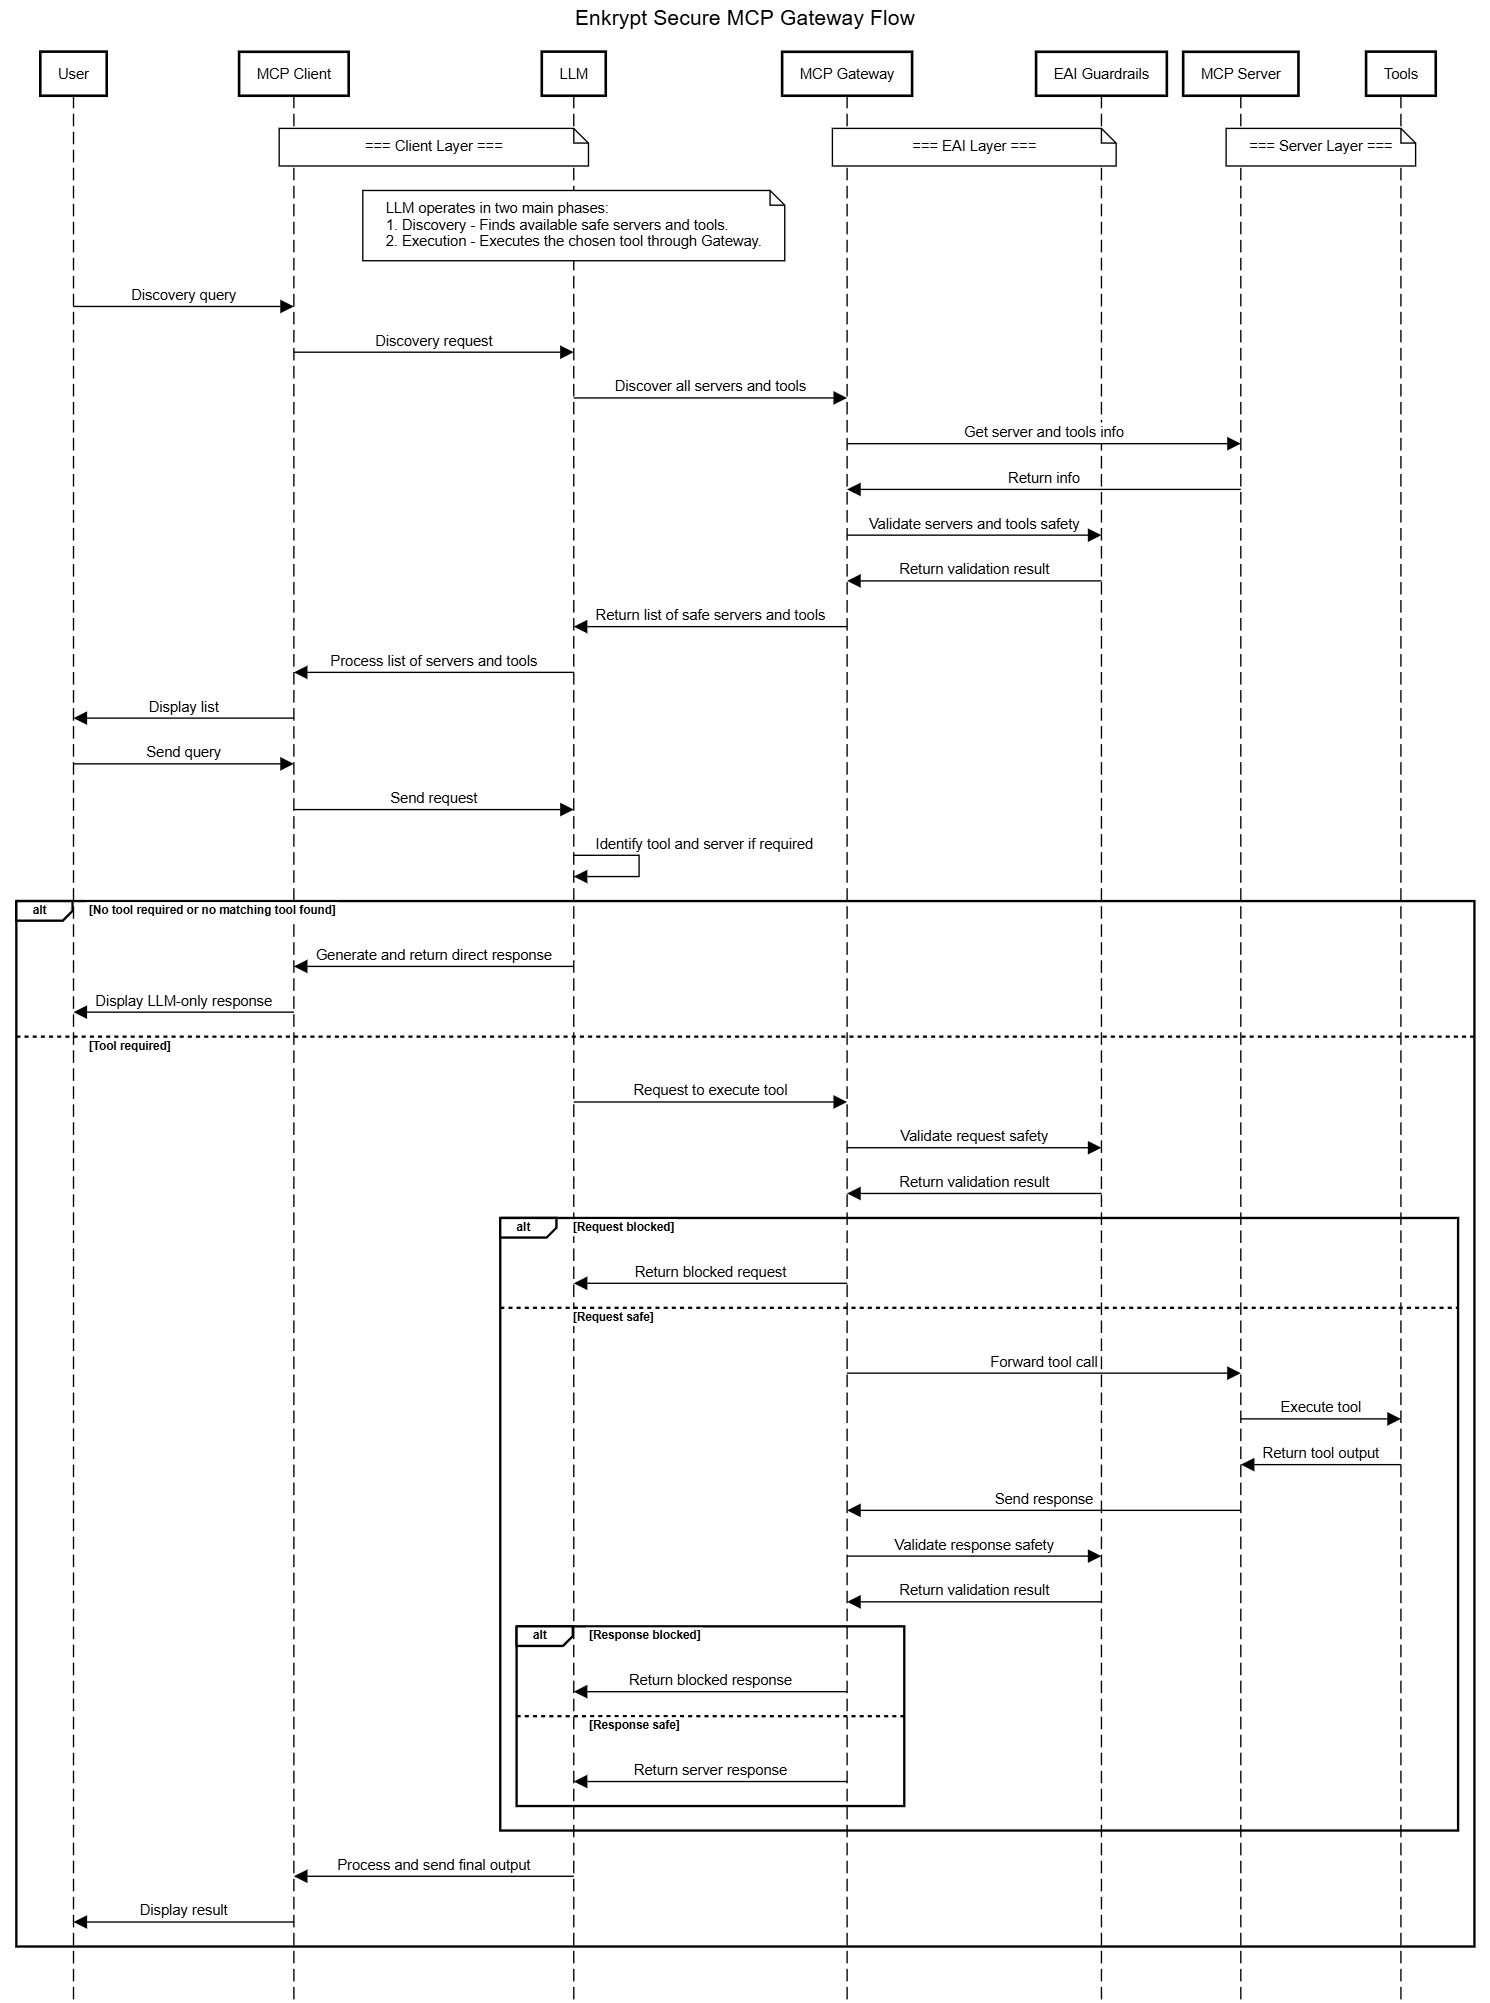 Enkrypt Secure MCP Gateway Flow
User
MCP Client
LLM
MCP Gateway
EAI Guardrails
MCP Server
Tools
=== Client Layer ===
=== EAI Layer ===
=== Server Layer ===
LLM operates in two main phases:
1. Discovery - Finds available safe servers and tools.
2. Execution - Executes the chosen tool through Gateway.
Discovery query
Discovery request
Discover all servers and tools
Get server and tools info
Return info
Validate servers and tools safety
Return validation result
Return list of safe servers and tools
Process list of servers and tools
Display list
Send query
Send request
Identify tool and server if required
alt
[No tool required or no matching tool found]
Generate and return direct response
Display LLM-only response
[Tool required]
Request to execute tool
Validate request safety
Return validation result
alt
[Request blocked]
Return blocked request
[Request safe]
Forward tool call
Execute tool
Return tool output
Send response
Validate response safety
Return validation result
alt
[Response blocked]
Return blocked response
[Response safe]
Return server response
Process and send final output
Display result